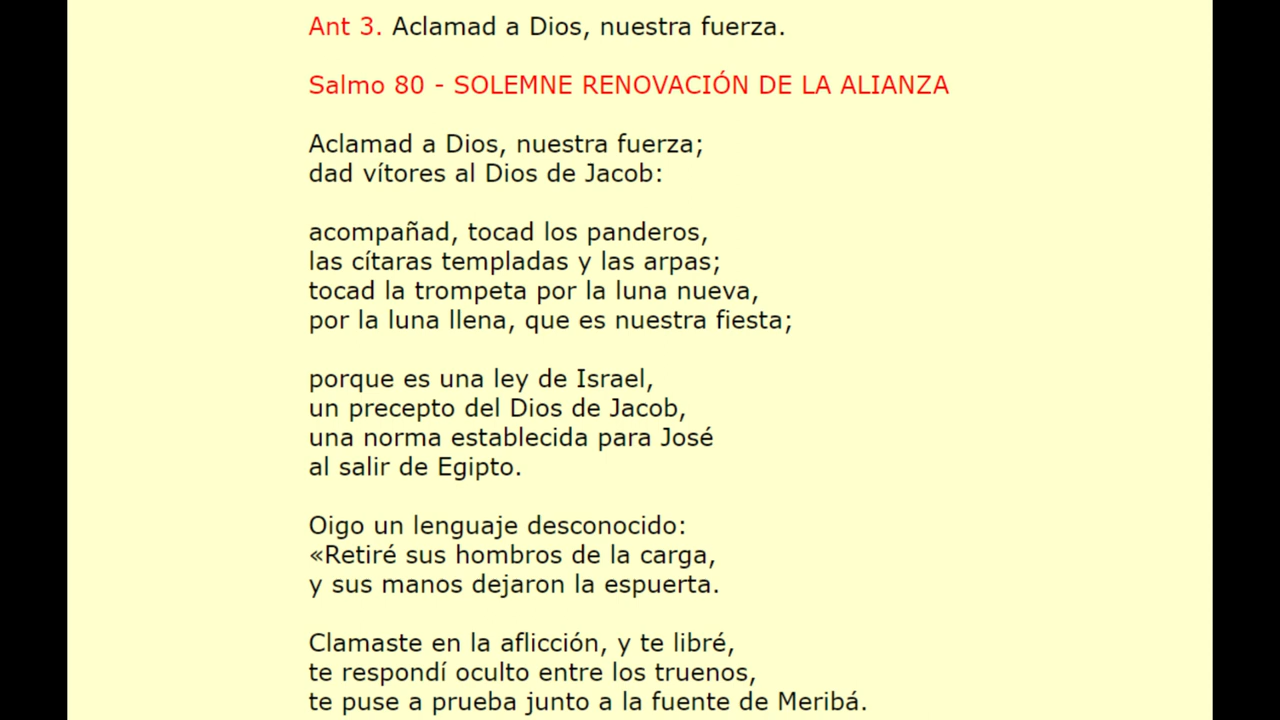 Ant 3. Aclamad a Dios, nuestra fuerza.
Salmo 80 - SOLEMNE RENOVACIÓN DE LA ALIANZA
Aclamad a Dios, nuestra fuerza;
dad vítores al Dios de Jacob:
acompañad, tocad los panderos,
las cítaras templadas y las arpas;
tocad la trompeta por la luna nueva,
por la luna llena, que es nuestra fiesta;
porque es una ley de Israel,
un precepto del Dios de Jacob,
una norma establecida para José
al salir de Egipto.
Oigo un lenguaje desconocido:
«Retiré sus hombros de la carga,
y sus manos dejaron la espuerta.
Clamaste en la aflicción, y te libré,
te respondí oculto entre los truenos,
te puse a prueba junto a la fuente de Meribá.